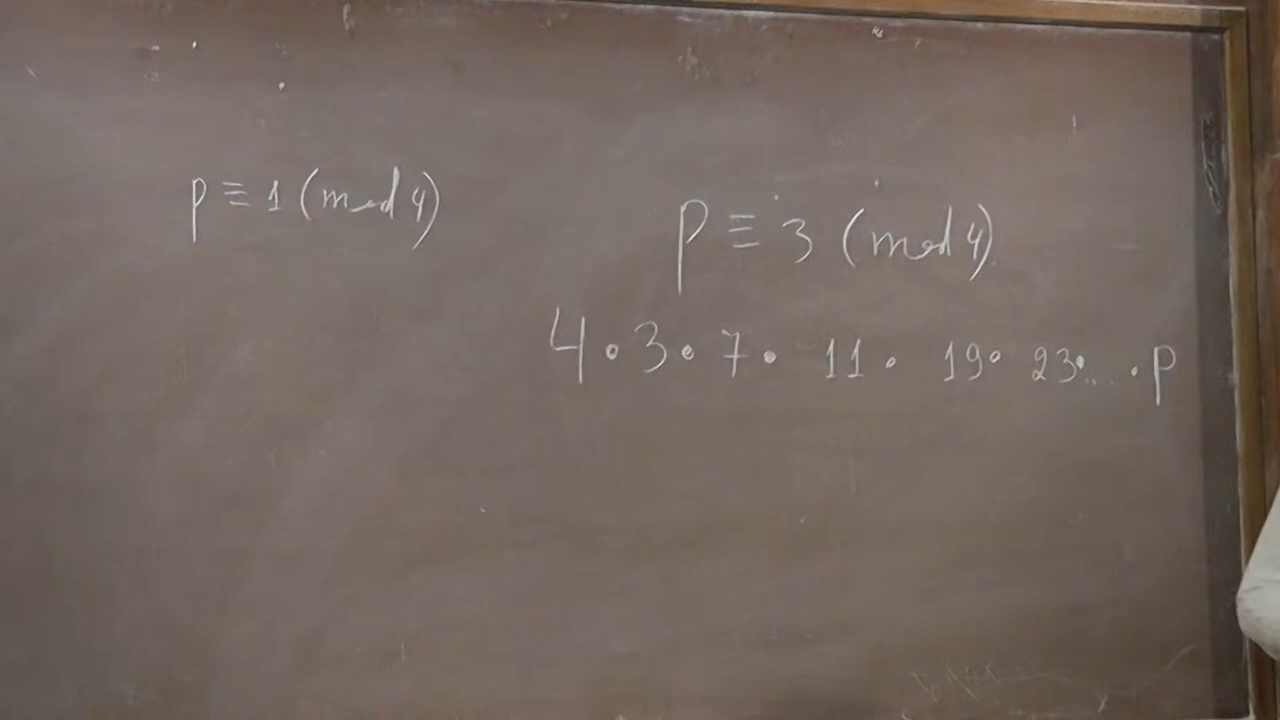 p ≡ 1 (mod 4)
p ≡ 3 (mod 4)
4 · 3 · 7 · 11 · 19 · 23 · ... · p